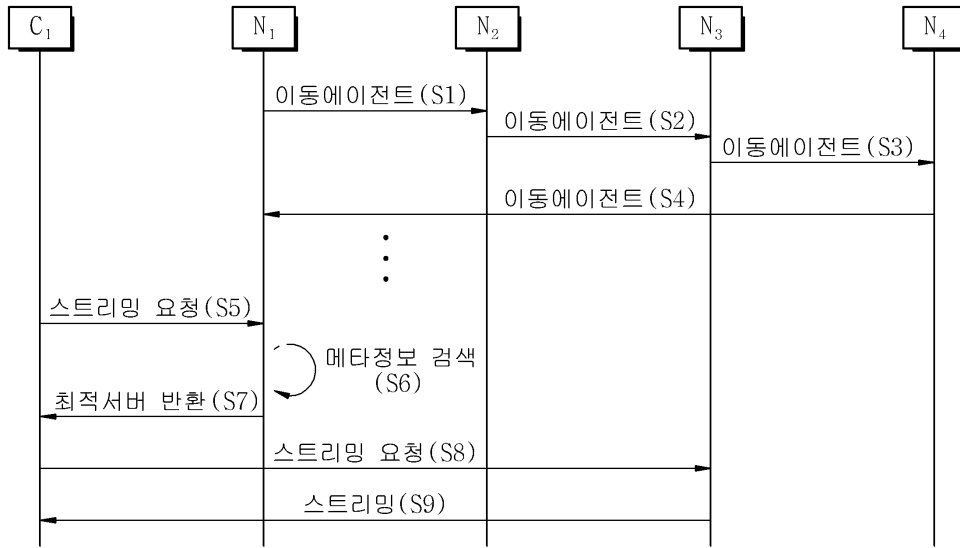 C₁ N₁ N₂ N₃ N₄
이동에이전트(S1)
이동에이전트(S2)
이동에이전트(S3)
이동에이전트(S4)
스트리밍 요청(S5)
메타정보 검색
(S6)
최적서버 반환(S7)
스트리밍 요청(S8)
스트리밍(S9)